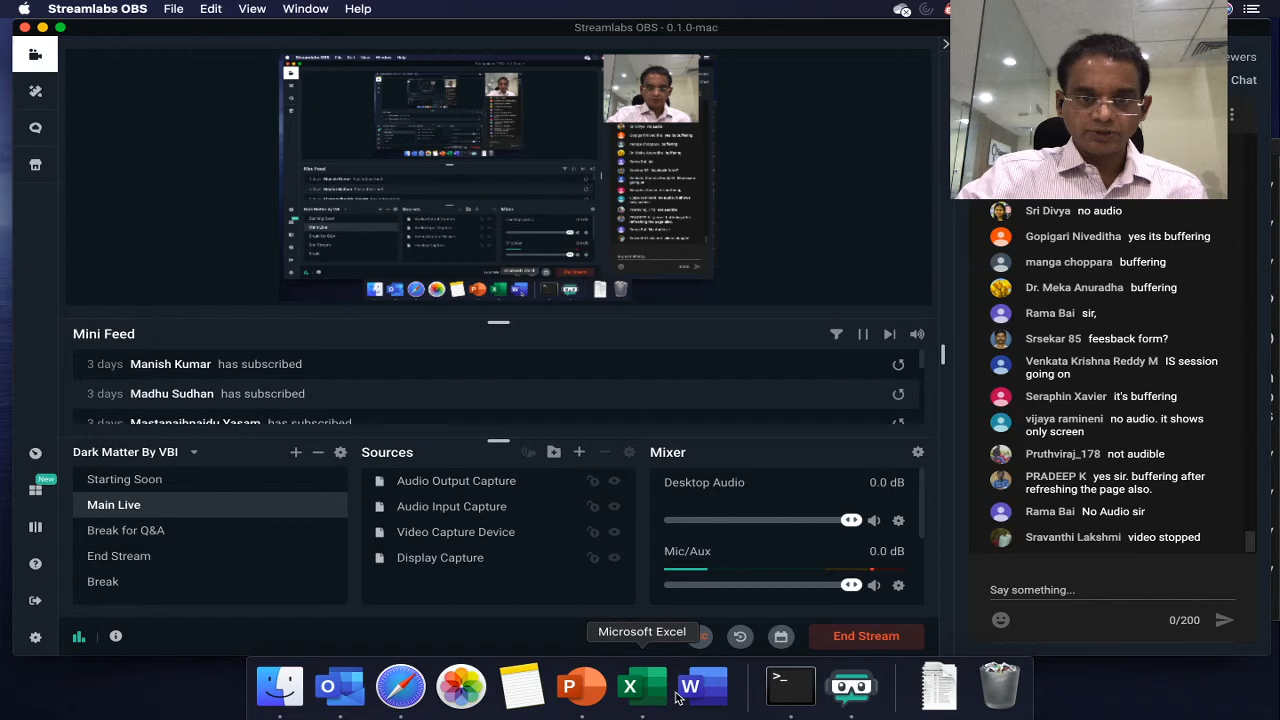 Streamlabs OBS File Edit View Window Help
Streamlabs OBS - 0.1.0-mac
Mini Feed
3 days Manish Kumar has subscribed
3 days Madhu Sudhan has subscribed
3 days Mastanaihnaidu Yasam has subscribed
Dark Matter By VBI
Starting Soon
Main Live
Break for Q&A
End Stream
Break
Sources
Audio Output Capture
Audio Input Capture
Video Capture Device
Display Capture
Mixer
Desktop Audio 0.0 dB
Mic/Aux 0.0 dB
New
Microsoft Excel
End Stream
Chat
Sri Divya no audio
Gopigari Niveditha yes its buffering
manga choppara buffering
Dr. Meka Anuradha buffering
Rama Bai sir,
Srsekar 85 feesback form?
Venkata Krishna Reddy M IS session
going on
Seraphin Xavier it's buffering
vijaya ramineni no audio. it shows
only screen
Pruthviraj_178 not audible
PRADEEP K yes sir. buffering after
refreshing the page also.
Rama Bai No Audio sir
Sravanthi Lakshmi video stopped
Say something...
0/200